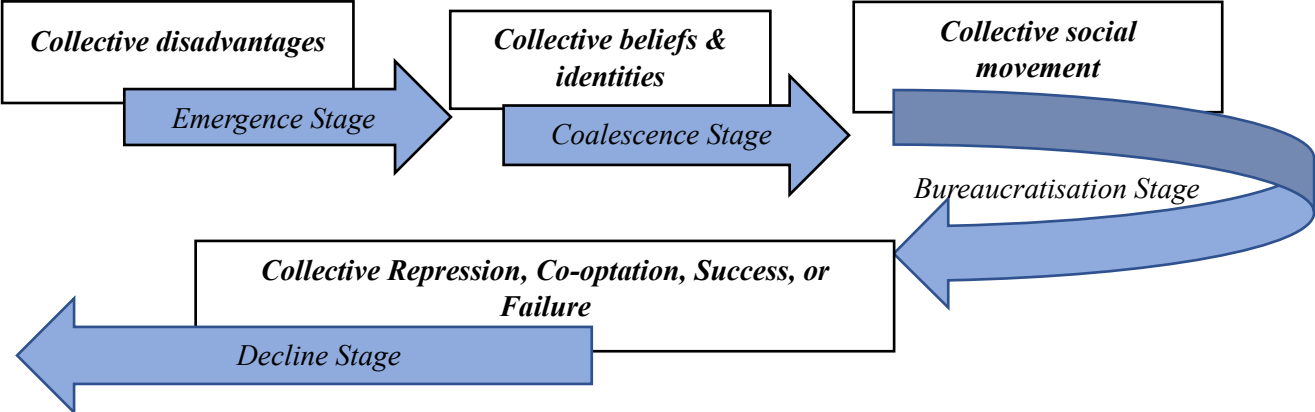 Collective disadvantages
Emergence Stage
Collective beliefs &
identities
Coalescence Stage
Collective social
movement
Bureaucratisation Stage
Collective Repression, Co-optation, Success, or
Failure
Decline Stage